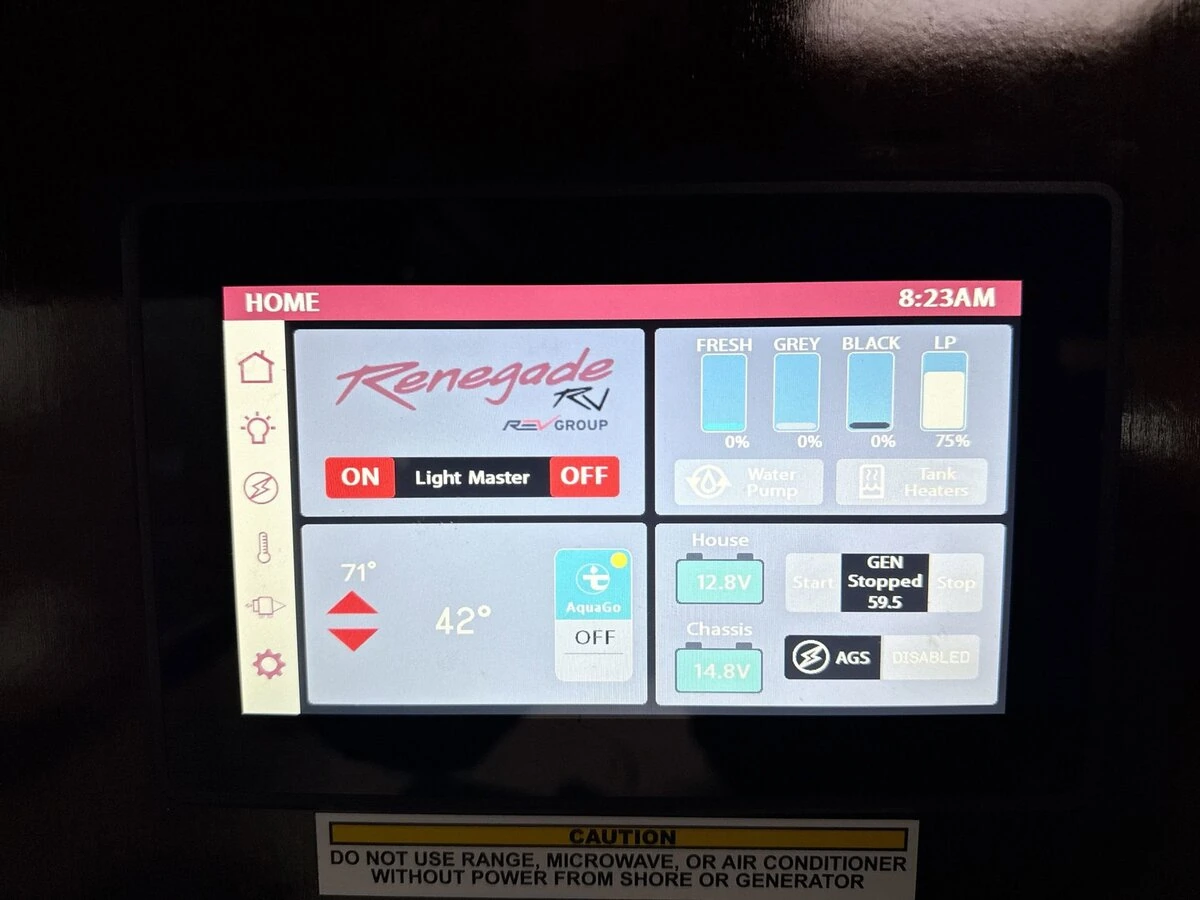 HOME 8:23AM
Renegade
RV
REV GROUP
ON Light Master OFF
FRESH GREY BLACK LP
0% 0% 0% 75%
Water
Pump
Tank
Heaters
71°
42°
AquaGo
OFF
House
12.8V
Chassis
14.8V
Start
GEN
Stopped
59.5
Stop
AGS DISABLED
CAUTION
DO NOT USE RANGE, MICROWAVE, OR AIR CONDITIONER
WITHOUT POWER FROM SHORE OR GENERATOR